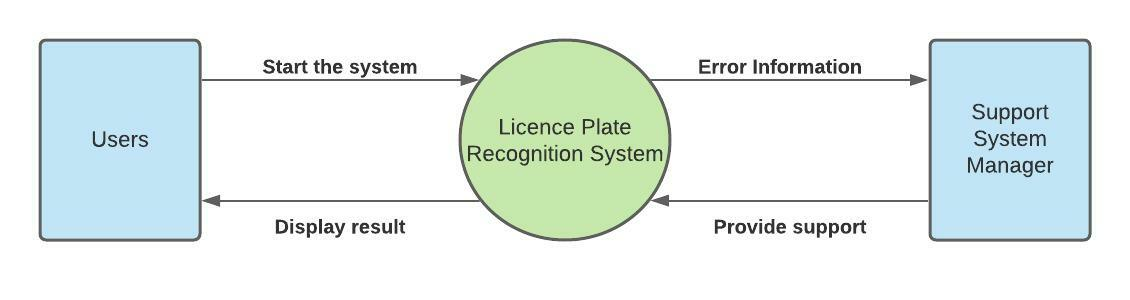 Start the system
Error Information
Users
Licence Plate
Recognition System
Support
System
Manager
Display result
Provide support